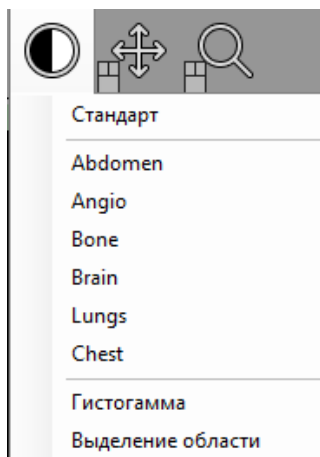 Стандарт
Abdomen
Angio
Bone
Brain
Lungs
Chest
Гистогамма
Выделение области